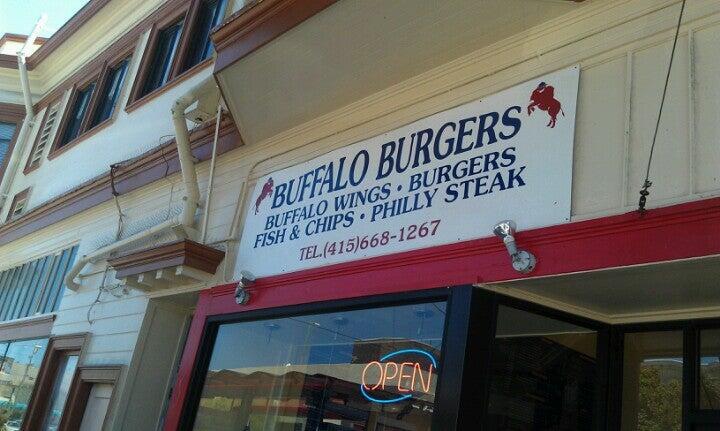 BUFFALO BURGERS
BUFFALO WINGS • BURGERS
FISH & CHIPS • PHILLY STEAK
TEL.(415)668-1267
OPEN